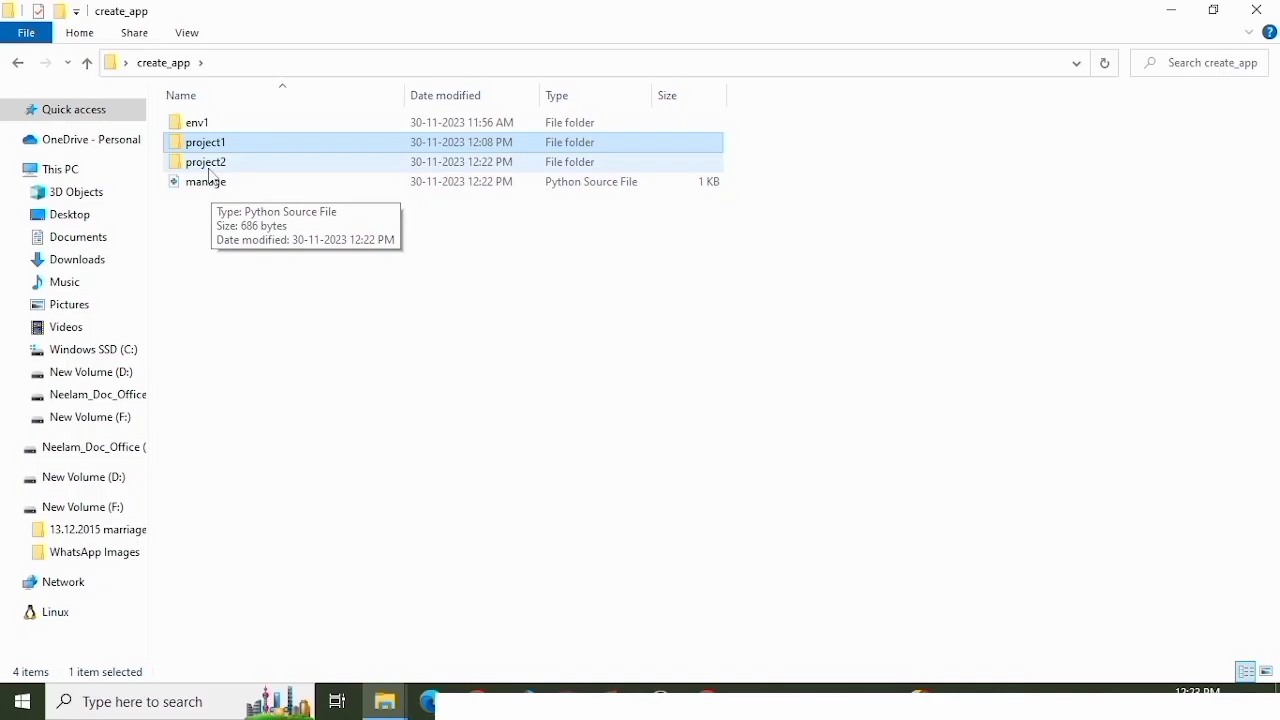 create_app
File Home Share View
create_app
Search create_app
Name Date modified Type Size
env1 30-11-2023 11:56 AM File folder
project1 30-11-2023 12:08 PM File folder
project2 30-11-2023 12:22 PM File folder
manage 30-11-2023 12:22 PM Python Source File 1 KB
Type: Python Source File
Size: 686 bytes
Date modified: 30-11-2023 12:22 PM
Quick access
OneDrive - Personal
This PC
3D Objects
Desktop
Documents
Downloads
Music
Pictures
Videos
Windows SSD (C:)
New Volume (D:)
Neelam_Doc_Office
New Volume (F:)
Neelam_Doc_Office (
New Volume (D:)
New Volume (F:)
13.12.2015 marriage
WhatsApp Images
Network
Linux
4 items 1 item selected
Type here to search
12:23 PM